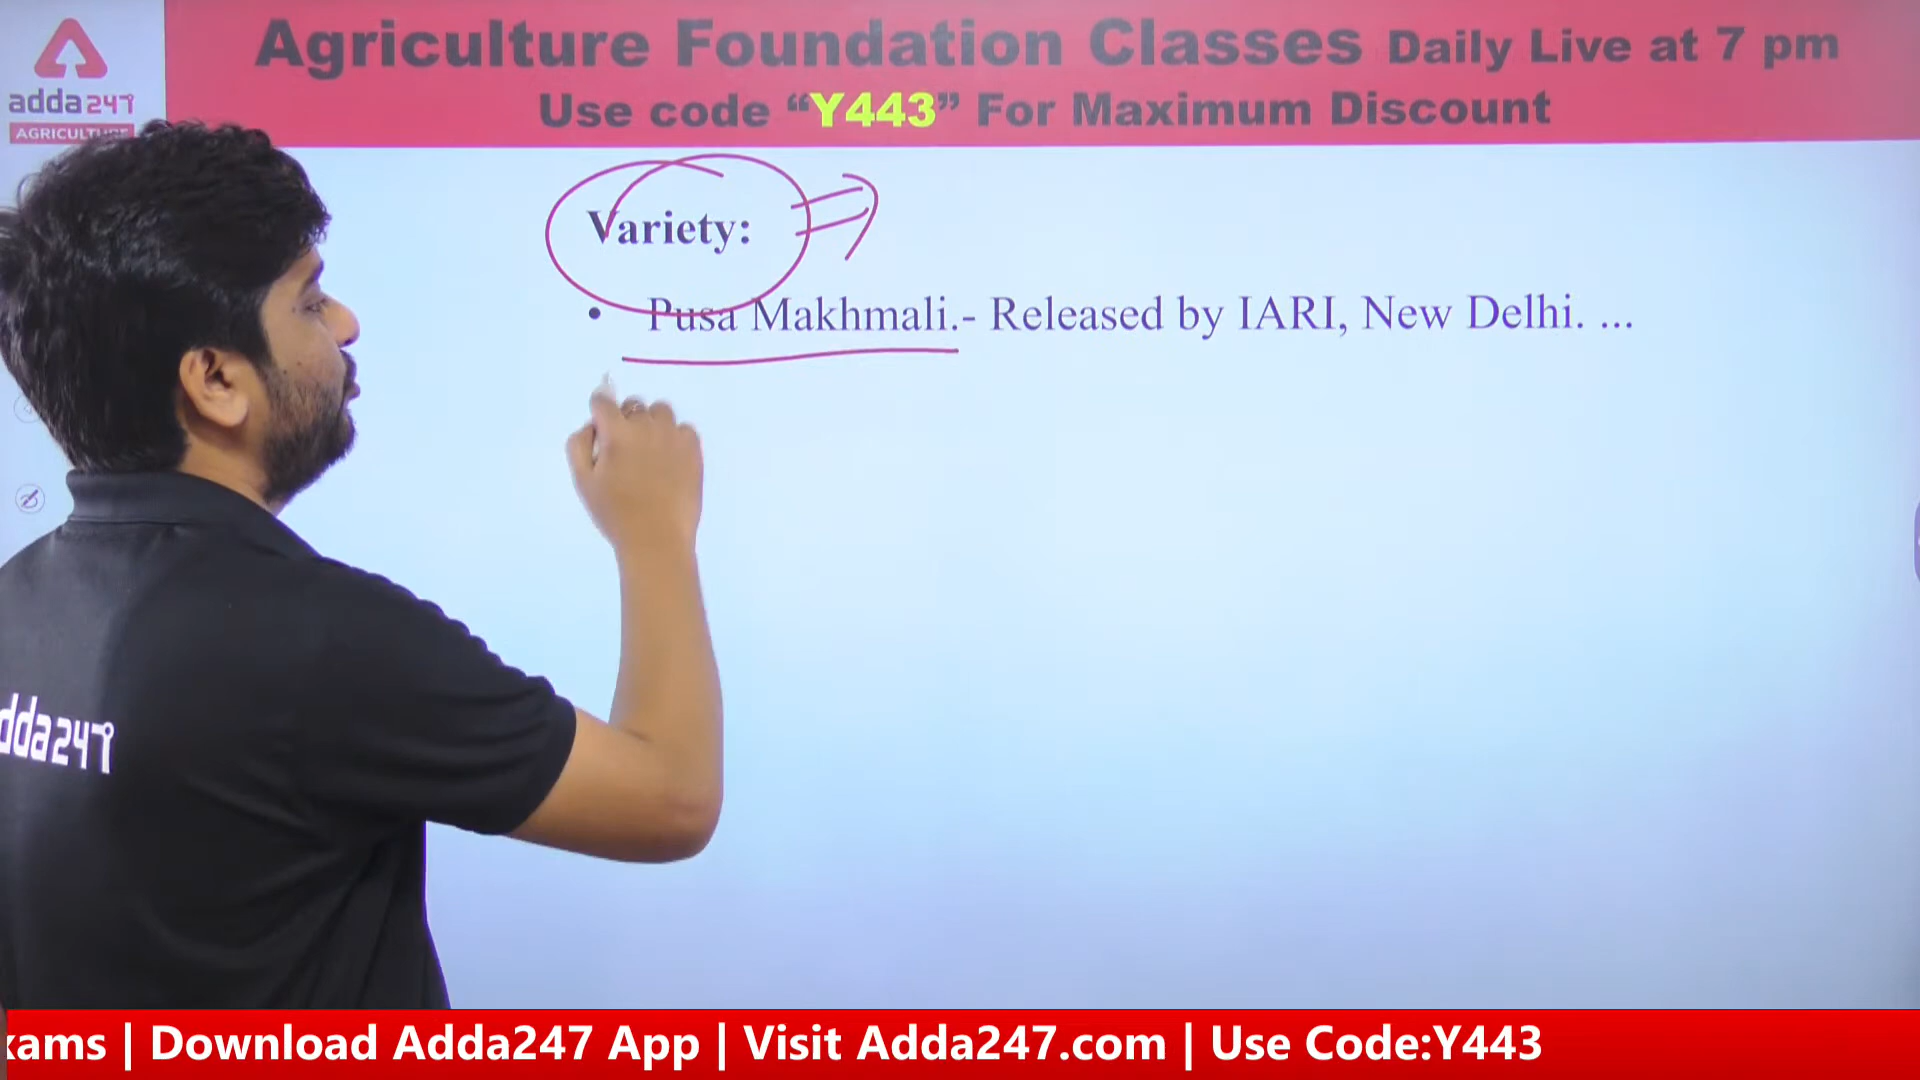 Agriculture Foundation Classes Daily Live at 7 pm
Use code “Y443” For Maximum Discount
adda247
AGRICULTURE
Variety:
• Pusa Makhmali.- Released by IARI, New Delhi. ...
dda247
xams | Download Adda247 App | Visit Adda247.com | Use Code:Y443